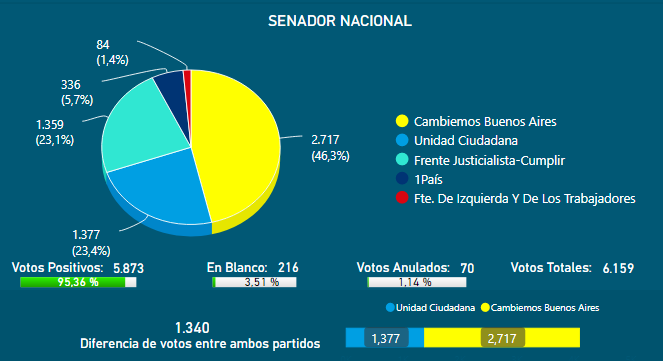 SENADOR NACIONAL
84
(1,4%)
336
(5,7%)
1.359
(23,1%)
2.717
(46,3%)
1.377
(23,4%)
Cambiemos Buenos Aires
Unidad Ciudadana
Frente Justicialista-Cumplir
1País
Fte. De Izquierda Y De Los Trabajadores
Votos Positivos: 5.873
95,36 %
En Blanco: 216
3,51 %
Votos Anulados: 70
1,14 %
Votos Totales: 6.159
Unidad Ciudadana Cambiemos Buenos Aires
1.340
Diferencia de votos entre ambos partidos
1,377 2,717